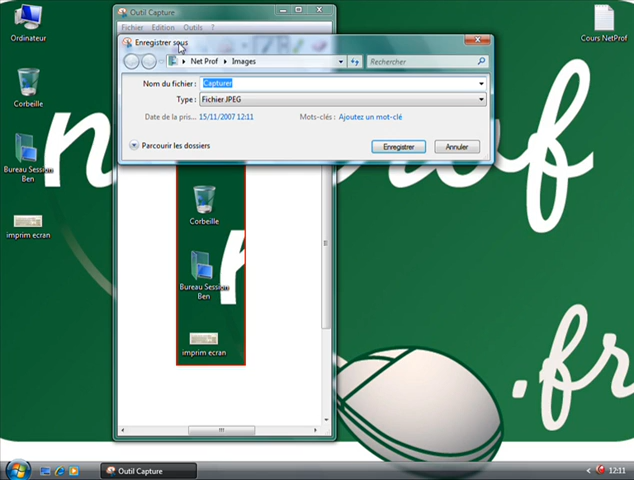 Outil Capture
Fichier Edition Outils ?
Enregistrer sous
Net Prof Images
Rechercher
Nom du fichier : Capturer
Type : Fichier JPEG
Date de la pris... 15/11/2007 12:11 Mots-clés : Ajoutez un mot-clé
Parcourir les dossiers
Enregistrer Annuler
Ordinateur
Corbeille
Bureau Session
Ben
imprim ecran
Cours NetProf
Corbeille
Bureau Session
Ben
imprim ecran
.fr
Outil Capture
12:11